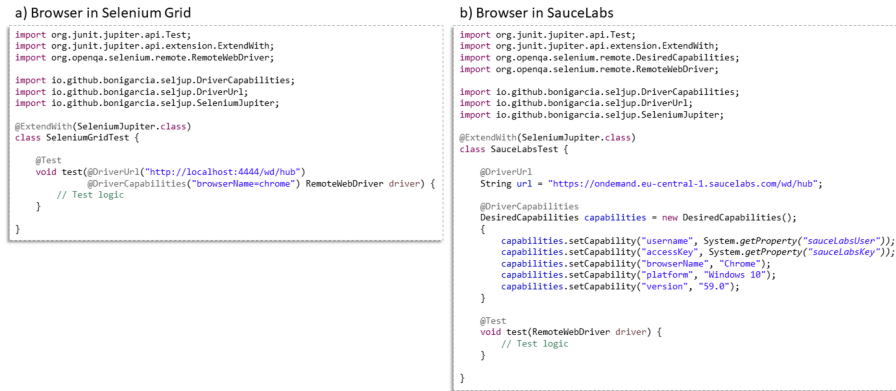 a) Browser in Selenium Grid
import org.junit.jupiter.api.Test;
import org.junit.jupiter.api.extension.ExtendWith;
import org.openqa.selenium.remote.RemoteWebDriver;
import io.github.bonigarcia.seljup.DriverCapabilities;
import io.github.bonigarcia.seljup.DriverUrl;
import io.github.bonigarcia.seljup.SeleniumJupiter;
@ExtendWith(SeleniumJupiter.class)
class SeleniumGridTest {
@Test
void test(@DriverUrl("http://localhost:4444/wd/hub")
@DriverCapabilities("browserName=chrome") RemoteWebDriver driver) {
// Test logic
}
}
b) Browser in SauceLabs
import org.junit.jupiter.api.Test;
import org.junit.jupiter.api.extension.ExtendWith;
import org.openqa.selenium.remote.DesiredCapabilities;
import org.openqa.selenium.remote.RemoteWebDriver;
import io.github.bonigarcia.seljup.DriverCapabilities;
import io.github.bonigarcia.seljup.DriverUrl;
import io.github.bonigarcia.seljup.SeleniumJupiter;
@ExtendWith(SeleniumJupiter.class)
class SauceLabsTest {
@DriverUrl
String url = "https://ondemand.eu-central-1.saucelabs.com/wd/hub";
@DriverCapabilities
DesiredCapabilities capabilities = new DesiredCapabilities();
{
capabilities.setCapability("username", System.getProperty("sauceLabsUser"));
capabilities.setCapability("accessKey", System.getProperty("sauceLabsKey"));
capabilities.setCapability("browserName", "Chrome");
capabilities.setCapability("platform", "Windows 10");
capabilities.setCapability("version", "59.0");
}
@Test
void test(RemoteWebDriver driver) {
// Test logic
}
}